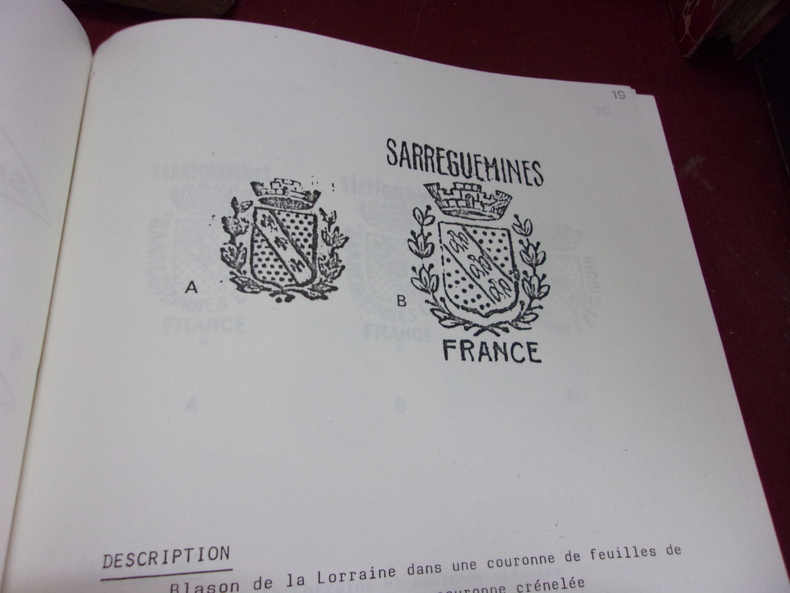 19
SARREGUEMINES
A
B
FRANCE
DESCRIPTION
Blason de la Lorraine dans une couronne de feuilles de
couronne crénelée